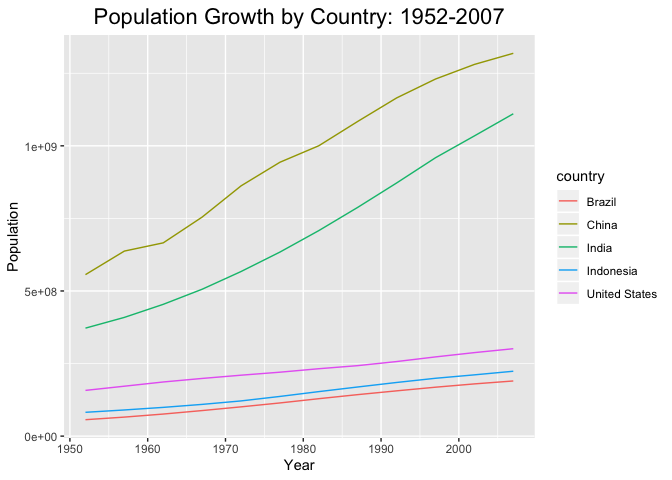 Population Growth by Country: 1952-2007
Population
1e+09
5e+08
0e+00
1950 1960 1970 1980 1990 2000
Year
country
Brazil
China
India
Indonesia
United States